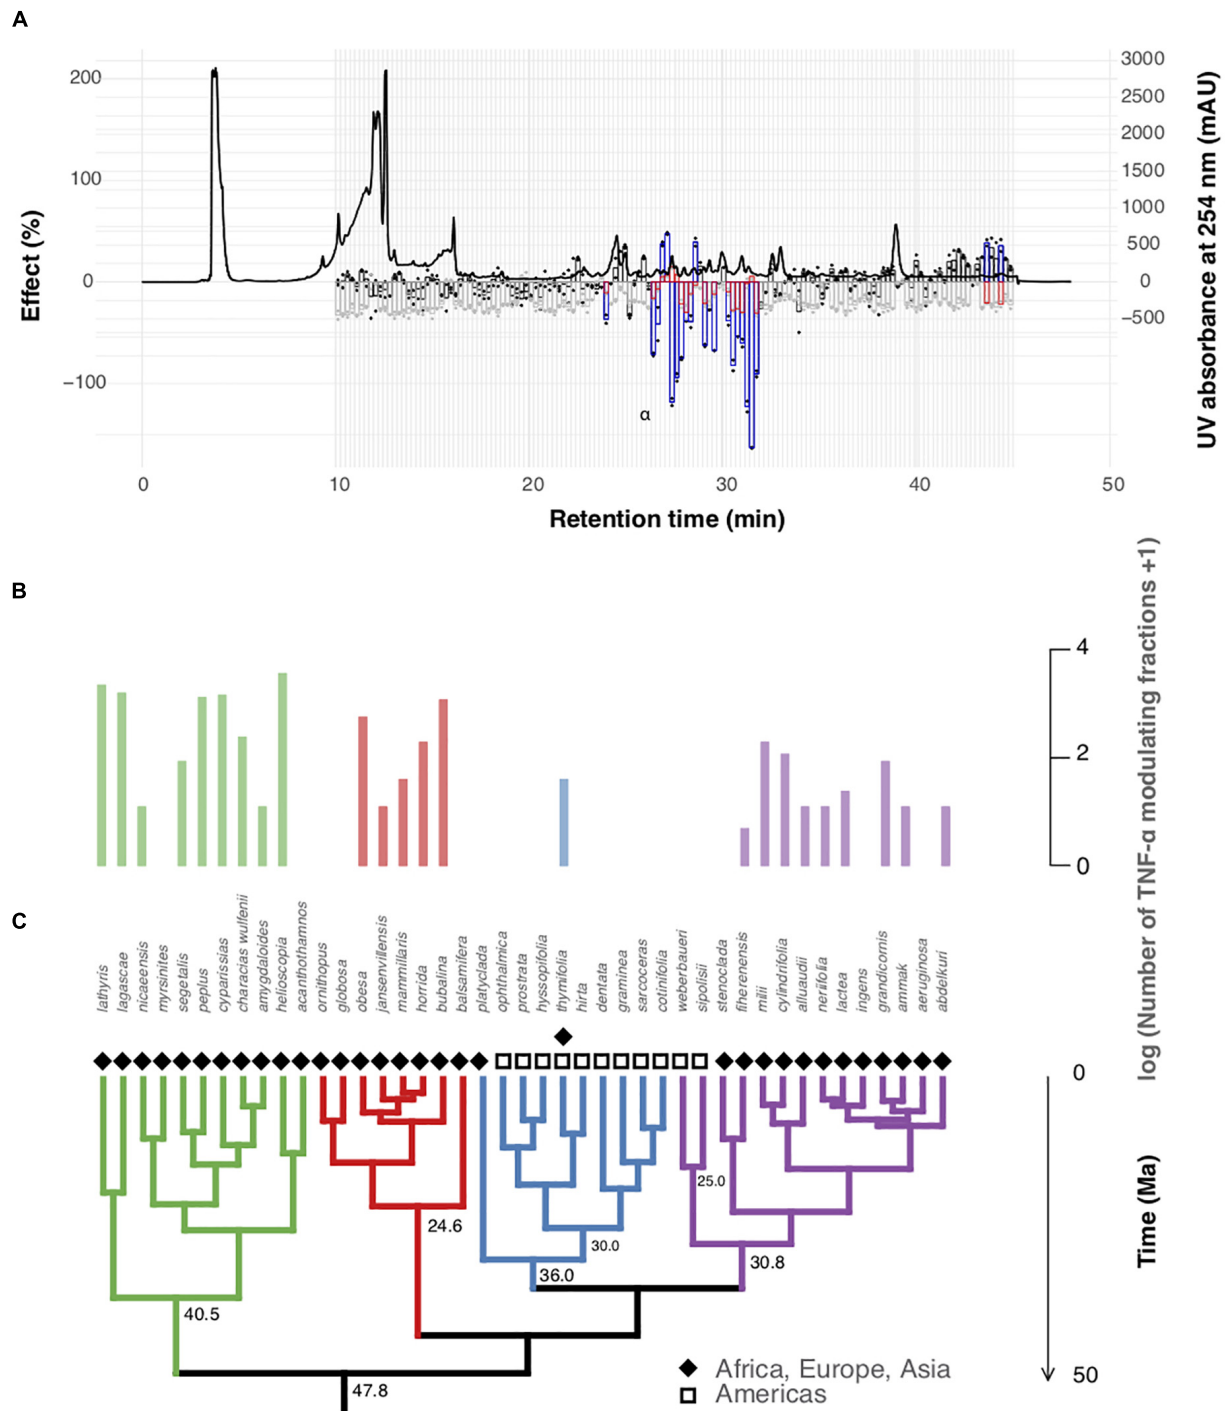 A
Effect (%)
200
100
0
−100
3000
2500
2000
1500
1000
500
0
−500
UV absorbance at 254 nm (mAU)
α
0 10 20 30 40 50
Retention time (min)
B
4
2
0
log (Number of TNF-α modulating fractions +1)
C
lathyris
lagascae
nicaeensis
myrsinites
segetalis
peplus
cyparissias
characias wulfenii
amygdaloides
helioscopia
acanthothamnos
ornithopus
globosa
obesa
jansenvillensis
mammillaris
horrida
bubalina
balsamifera
platyclada
ophthalmica
prostrata
hyssopifolia
thymifolia
hirta
dentata
graminea
sarcoceras
cotinifolia
weberbaueri
sipolisii
stenoclada
fiherenensis
milii
cylindrifolia
alluaudii
neriifolia
lactea
ingens
grandicornis
ammak
aeruginosa
abdelkuri
0
Time (Ma)
50
25.0
24.6
30.0
36.0
30.8
40.5
47.8
Africa, Europe, Asia
Americas